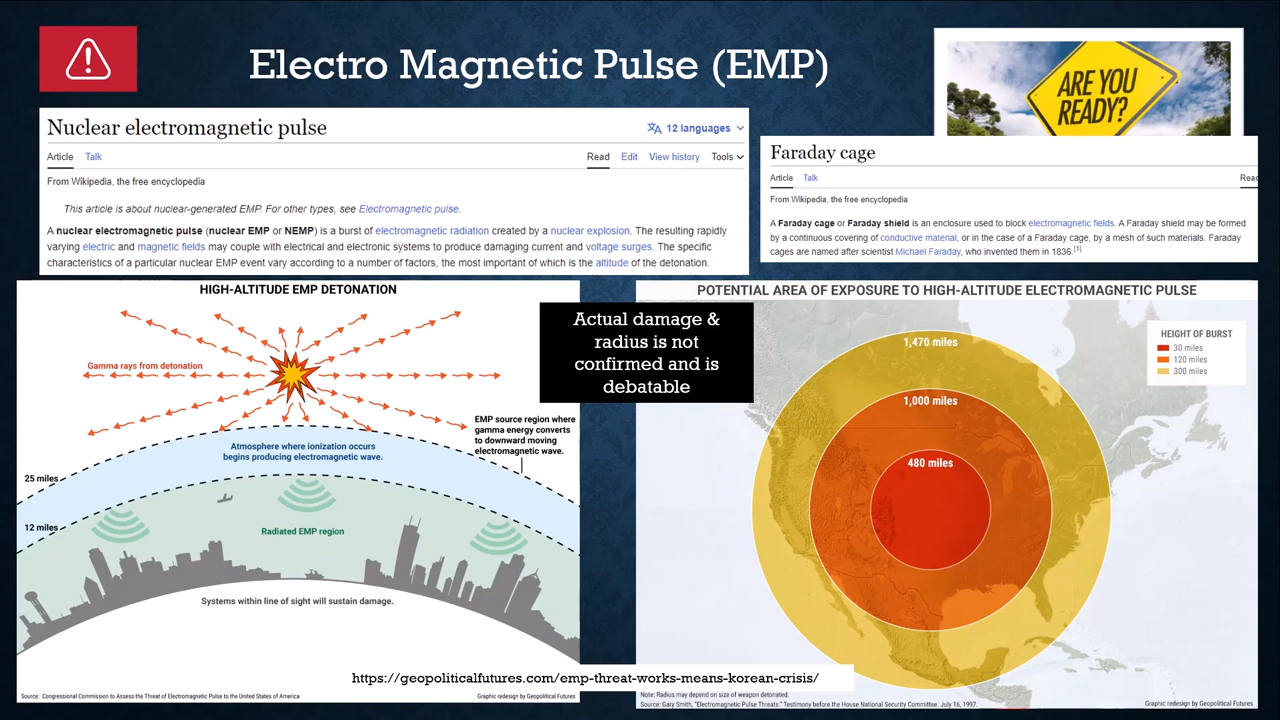 Electro Magnetic Pulse (EMP)
ARE YOU
READY?
Nuclear electromagnetic pulse
12 languages
Article Talk
Read Edit View history Tools
From Wikipedia, the free encyclopedia
This article is about nuclear-generated EMP. For other types, see Electromagnetic pulse.
A nuclear electromagnetic pulse (nuclear EMP or NEMP) is a burst of electromagnetic radiation created by a nuclear explosion. The resulting rapidly
varying electric and magnetic fields may couple with electrical and electronic systems to produce damaging current and voltage surges. The specific
characteristics of a particular nuclear EMP event vary according to a number of factors, the most important of which is the altitude of the detonation.
Faraday cage
Article Talk
Read
From Wikipedia, the free encyclopedia
A Faraday cage or Faraday shield is an enclosure used to block electromagnetic fields. A Faraday shield may be formed
by a continuous covering of conductive material, or in the case of a Faraday cage, by a mesh of such materials. Faraday
cages are named after scientist Michael Faraday, who invented them in 1836.[1]
HIGH-ALTITUDE EMP DETONATION
Gamma rays from detonation
EMP source region where
gamma energy converts
to downward moving
electromagnetic wave.
Atmosphere where ionization occurs
begins producing electromagnetic wave.
25 miles
12 miles
Radiated EMP region
Systems within line of sight will sustain damage.
Source: Congressional Commission to Assess the Threat of Electromagnetic Pulse to the United States of America
Graphic redesign by Geopolitical Futures
Actual damage &
radius is not
confirmed and is
debatable
POTENTIAL AREA OF EXPOSURE TO HIGH-ALTITUDE ELECTROMAGNETIC PULSE
HEIGHT OF BURST
30 miles
120 miles
300 miles
1,470 miles
1,000 miles
480 miles
https://geopoliticalfutures.com/emp-threat-works-means-korean-crisis/
Note: Radius may depend on size of weapon detonated.
Source: Gary Smith, "Electromagnetic Pulse Threats." Testimony before the House National Security Committee. July 16, 1997.
Graphic redesign by Geopolitical Futures